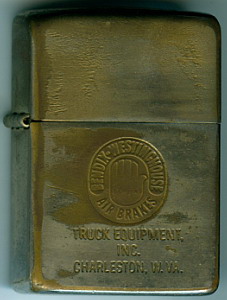 BENDIX-WESTINGHOUSE
AIR BRAKES
TRUCK EQUIPMENT,
INC.
CHARLESTON, W. VA.